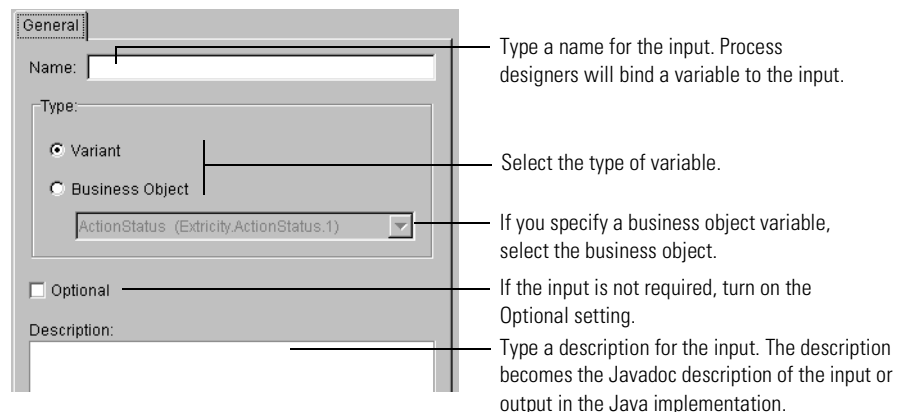 General
Name:
Type a name for the input. Process
designers will bind a variable to the input.
Type:
Variant
Select the type of variable.
Business Object
ActionStatus (Extricity.ActionStatus.1)
If you specify a business object variable,
select the business object.
Optional
If the input is not required, turn on the
Optional setting.
Description:
Type a description for the input. The description
becomes the Javadoc description of the input or
output in the Java implementation.